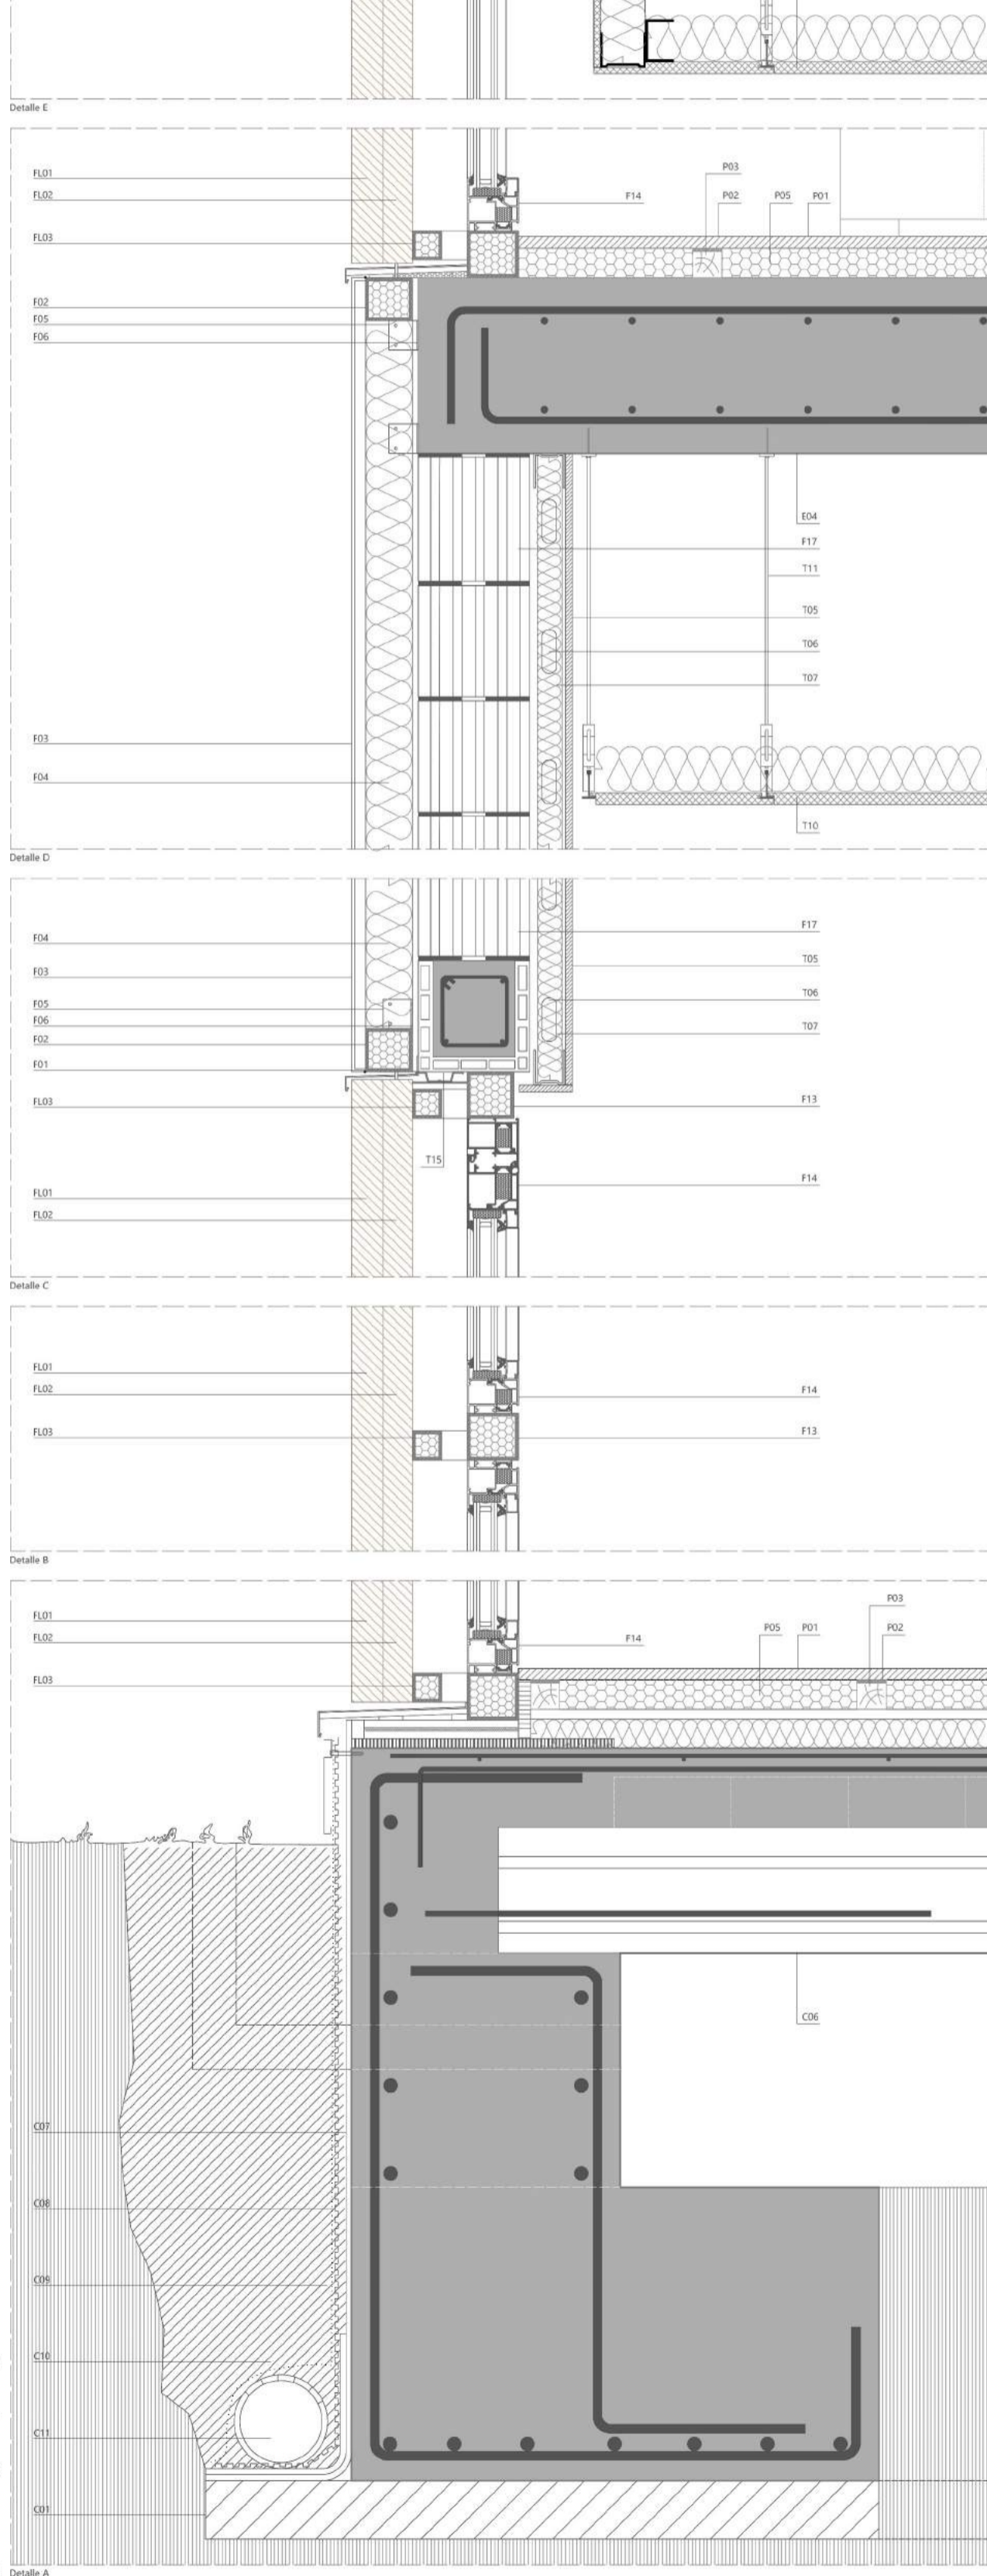 Detalle E
P03
FL01
FL02 F14 P02 P05 P01
FL03
F02
F05
F06
E04
F17
T11
T05
T06
T07
F03
F04
T10
Detalle D
F17
F04
T05
F03
T06
F05
F06
T07
F02
F01
FL03 F13
T15
F14
FL01
FL02
Detalle C
FL01
FL02 F14
FL03 F13
Detalle B
P03
FL01
P05 P01 P02
FL02 F14
FL03
C06
C07
C08
C09
C10
C11
C01
Detalle A